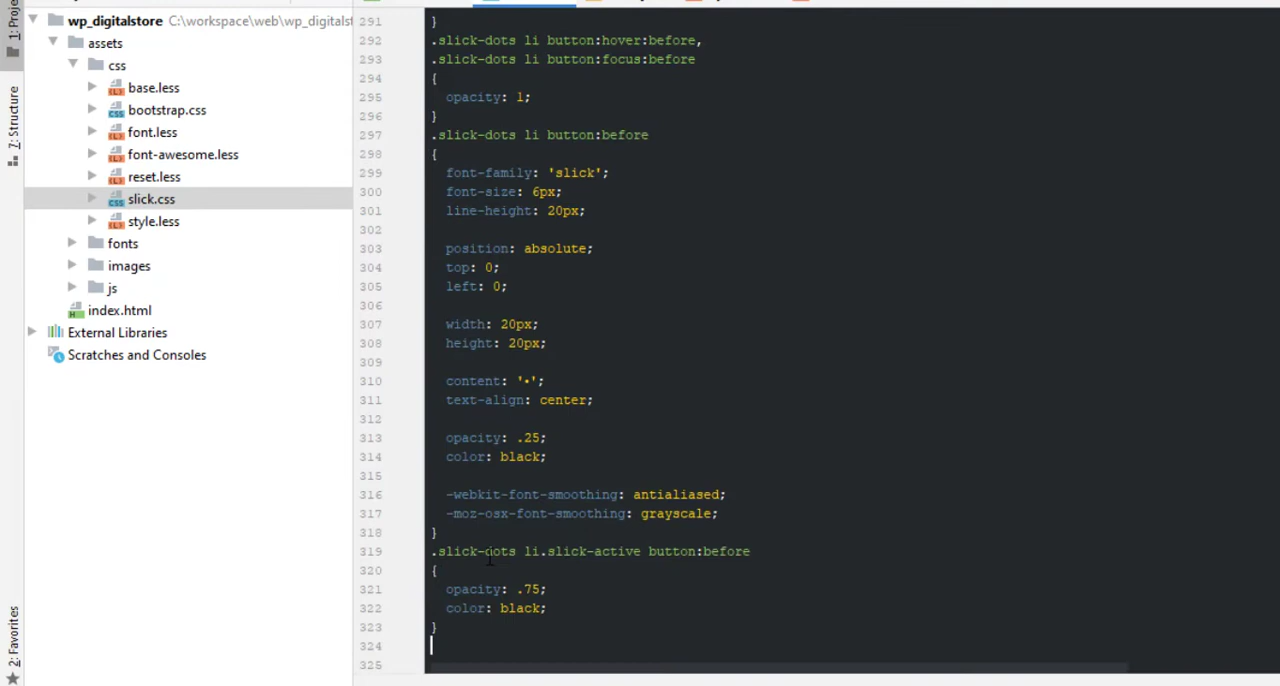 1: Proje
7: Structure
2: Favorites
wp_digitalstore C:\workspace\web\wp_digitalst
assets
css
base.less
bootstrap.css
font.less
font-awesome.less
reset.less
slick.css
style.less
fonts
images
js
index.html
External Libraries
Scratches and Consoles
291 }
292 .slick-dots li button:hover:before,
293 .slick-dots li button:focus:before
294 {
295 opacity: 1;
296 }
297 .slick-dots li button:before
298 {
299 font-family: 'slick';
300 font-size: 6px;
301 line-height: 20px;
302
303 position: absolute;
304 top: 0;
305 left: 0;
306
307 width: 20px;
308 height: 20px;
309
310 content: '•';
311 text-align: center;
312
313 opacity: .25;
314 color: black;
315
316 -webkit-font-smoothing: antialiased;
317 -moz-osx-font-smoothing: grayscale;
318 }
319 .slick-dots li.slick-active button:before
320 {
321 opacity: .75;
322 color: black;
323 }
324
325